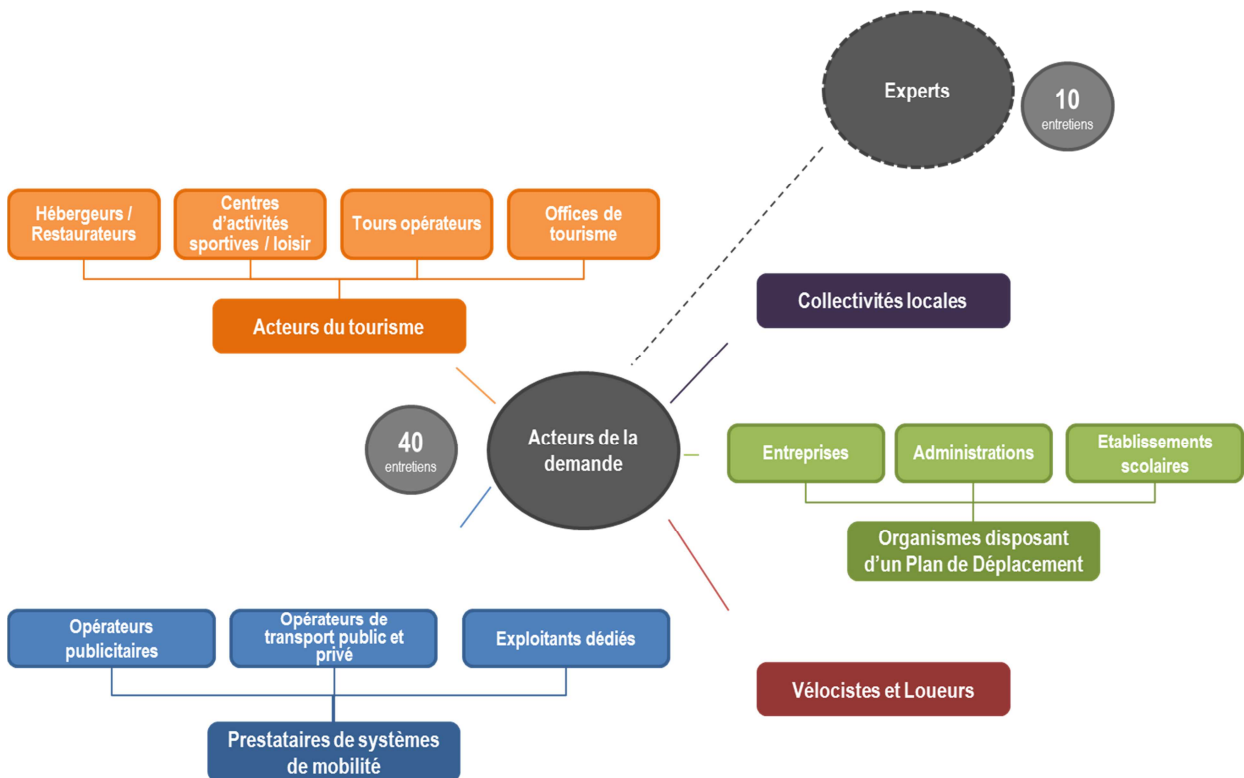 Experts
10
entretiens
Hébergeurs /
Restaurateurs
Centres
d'activités
sportives / loisir
Tours opérateurs
Offices de
tourisme
Acteurs du tourisme
Collectivités locales
40
entretiens
Acteurs de la
demande
Entreprises
Administrations
Etablissements
scolaires
Organismes disposant
d'un Plan de Déplacement
Opérateurs
publicitaires
Opérateurs de
transport public et
privé
Exploitants dédiés
Prestataires de systèmes
de mobilité
Vélocistes et Loueurs